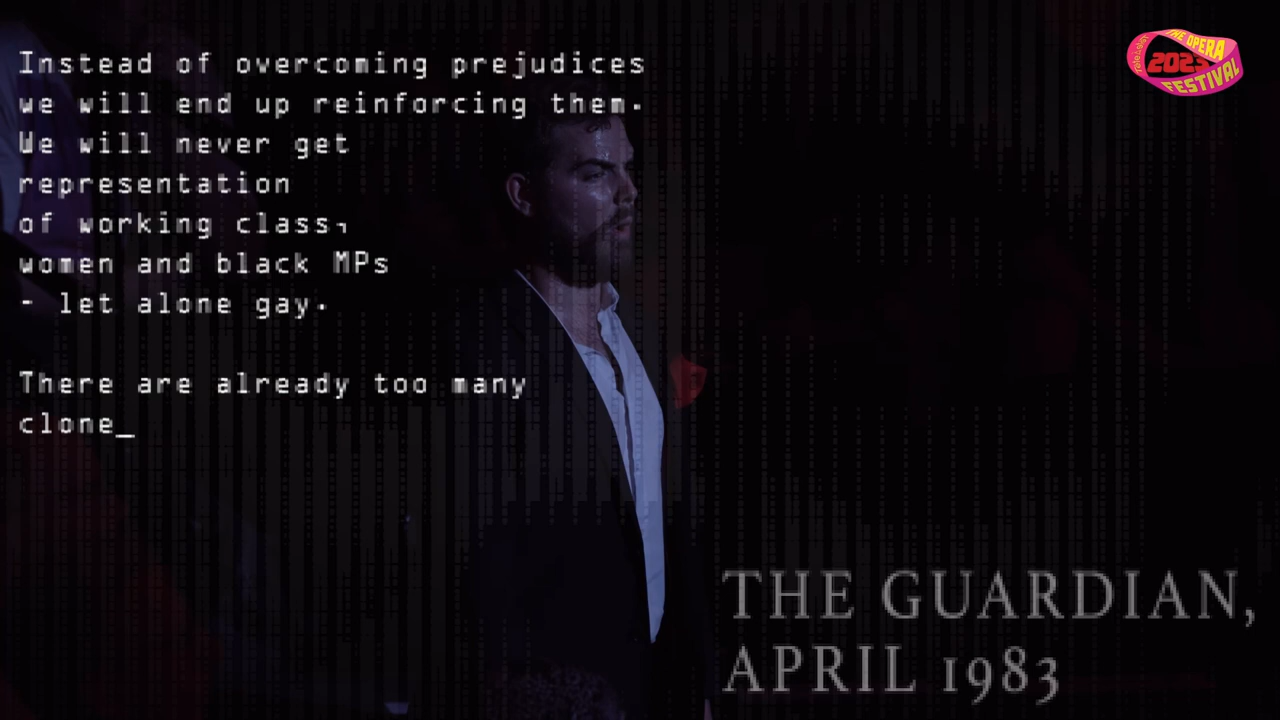 Instead of overcoming prejudices
we will end up reinforcing them.
We will never get
representation
of working class,
women and black MPs
- let alone gay.
There are already too many
clone_
THE OPERA
2023
FESTIVAL
THE GUARDIAN,
APRIL 1983